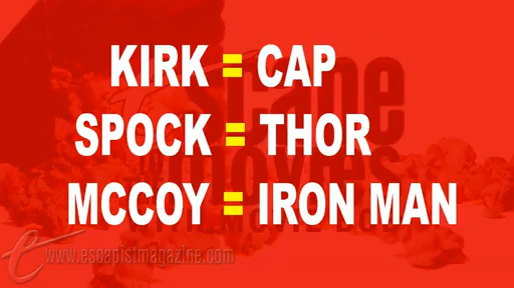 KIRK = CAP
SPOCK = THOR
MCCOY = IRON MAN
www.escapistmagazine.com